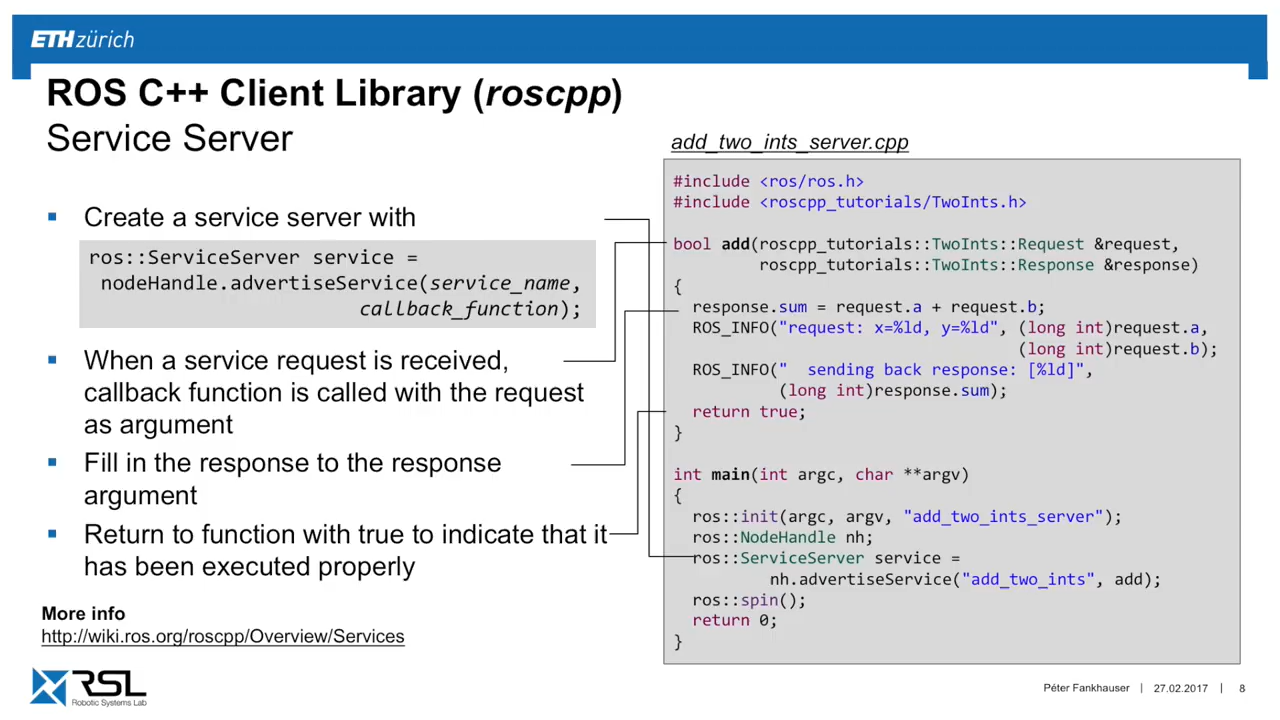 ETH zürich
ROS C++ Client Library (roscpp)
Service Server
▪ Create a service server with
ros::ServiceServer service =
nodeHandle.advertiseService(service_name,
callback_function);
▪ When a service request is received,
callback function is called with the request
as argument
▪ Fill in the response to the response
argument
▪ Return to function with true to indicate that it
has been executed properly
More info
http://wiki.ros.org/roscpp/Overview/Services
add_two_ints_server.cpp
#include <ros/ros.h>
#include <roscpp_tutorials/TwoInts.h>
bool add(roscpp_tutorials::TwoInts::Request &request,
roscpp_tutorials::TwoInts::Response &response)
{
response.sum = request.a + request.b;
ROS_INFO("request: x=%ld, y=%ld", (long int)request.a,
(long int)request.b);
ROS_INFO("  sending back response: [%ld]",
(long int)response.sum);
return true;
}
int main(int argc, char **argv)
{
ros::init(argc, argv, "add_two_ints_server");
ros::NodeHandle nh;
ros::ServiceServer service =
nh.advertiseService("add_two_ints", add);
ros::spin();
return 0;
}
RSL
Robotic Systems Lab
Péter Fankhauser | 27.02.2017 | 8